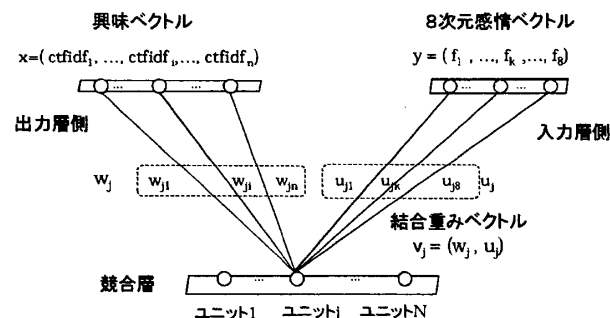 興味ベクトル
8次元感情ベクトル
x=( ctfidf₁, …, ctfidfᵢ,…, ctfidfₙ)
y = ( f₁ , …, fₖ ,…, f₈ )
… …
… …
出力層側
入力層側
wⱼ wⱼ₁ wⱼᵢ wⱼₙ uⱼ₁ uⱼₖ uⱼ₈ uⱼ
結合重みベクトル
vⱼ = (wⱼ , uⱼ)
競合層
… …
ユニット1 ユニットj ユニットN